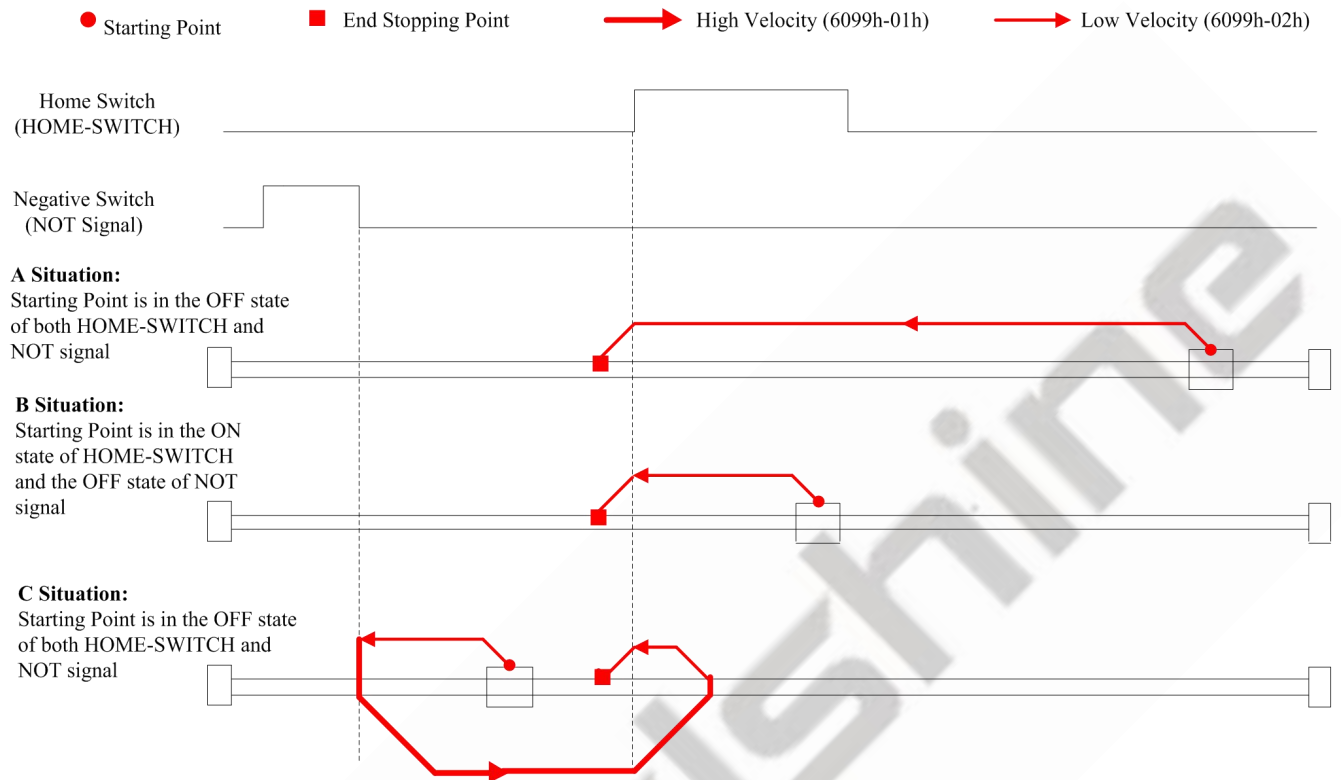 Starting Point
End Stopping Point
High Velocity (6099h-01h)
Low Velocity (6099h-02h)
Home Switch
(HOME-SWITCH)
Negative Switch
(NOT Signal)
A Situation:
Starting Point is in the OFF state
of both HOME-SWITCH and
NOT signal
B Situation:
Starting Point is in the ON
state of HOME-SWITCH
and the OFF state of NOT
signal
C Situation:
Starting Point is in the OFF state
of both HOME-SWITCH and
NOT signal